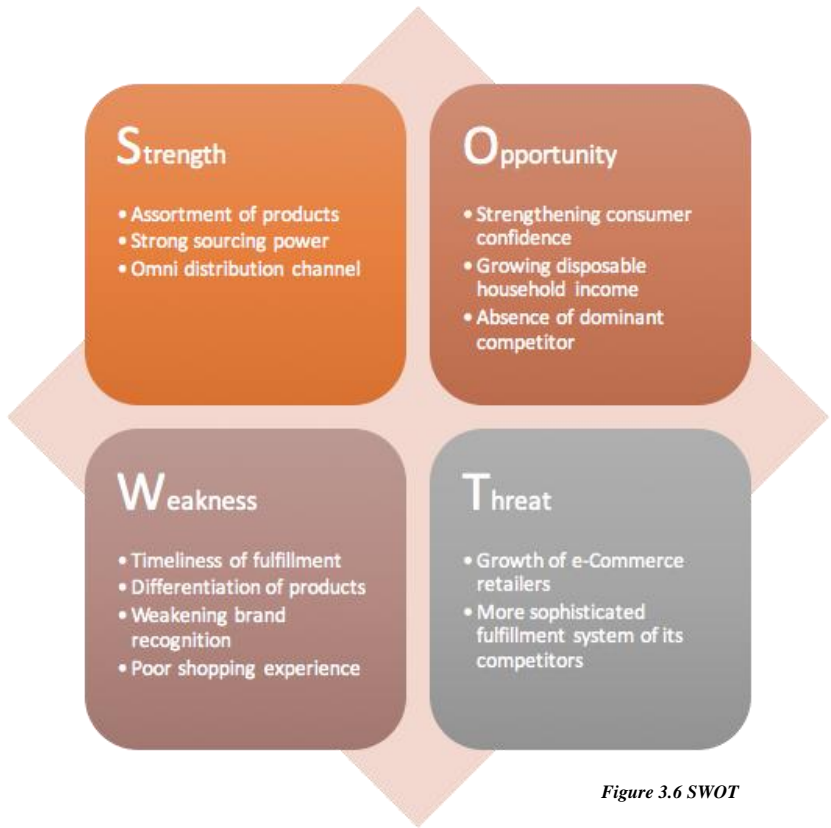 Strength
• Assortment of products
• Strong sourcing power
• Omni distribution channel
Opportunity
• Strengthening consumer
confidence
• Growing disposable
household income
• Absence of dominant
competitor
Weakness
• Timeliness of fulfillment
• Differentiation of products
• Weakening brand
recognition
• Poor shopping experience
Threat
• Growth of e-Commerce
retailers
• More sophisticated
fulfillment system of its
competitors
Figure 3.6 SWOT